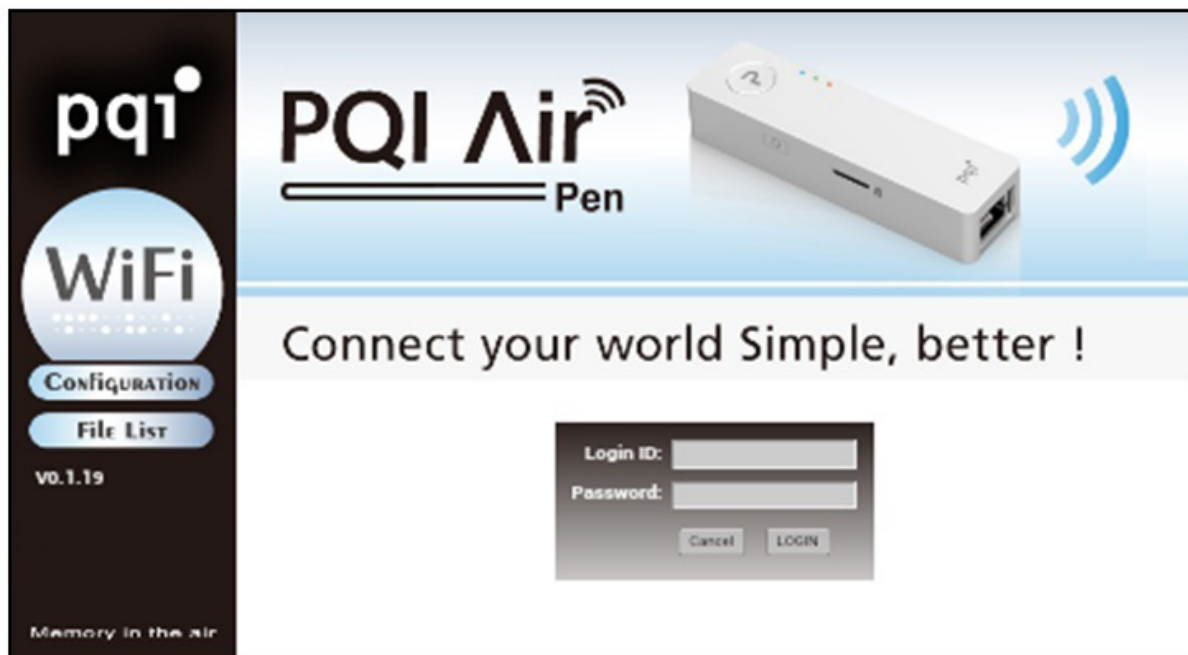 pqi
WiFi
Configuration
File List
V0.1.19
Memory in the air
PQI Air
Pen
pqi
Connect your world Simple, better !
Login ID:
Password:
Cancel
LOGIN